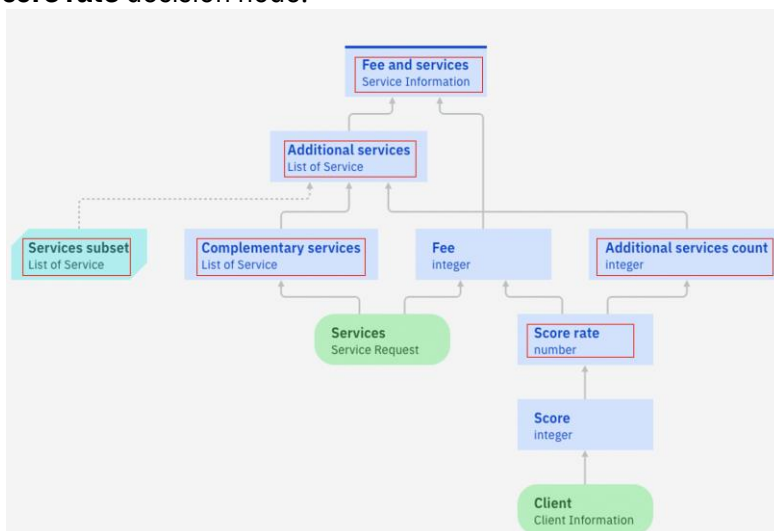 core rate decision node.
Fee and services
Service Information
Additional services
List of Service
Services subset
List of Service
Complementary services
List of Service
Fee
integer
Additional services count
integer
Services
Service Request
Score rate
number
Score
integer
Client
Client Information